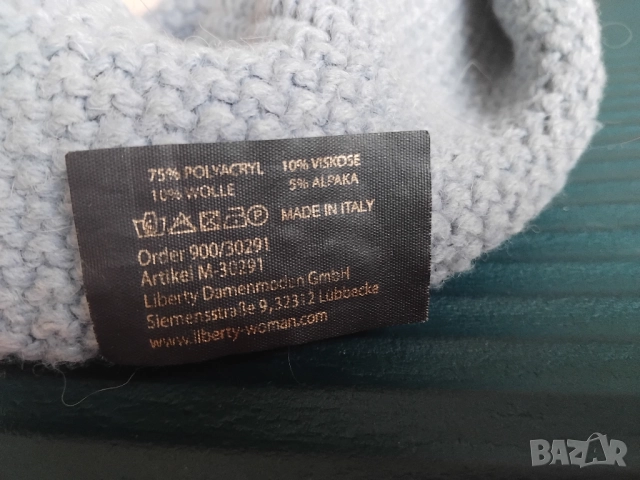 75% POLYACRYL 10% VISKOSE
10% WOLLE 5% ALPAKA
MADE IN ITALY
Order 900/30291
Artikel M-30291
Liberty Damenmoden GmbH
Siemensstraße 9, 32312 Lübbecke
www.liberty-woman.com
BAZAR